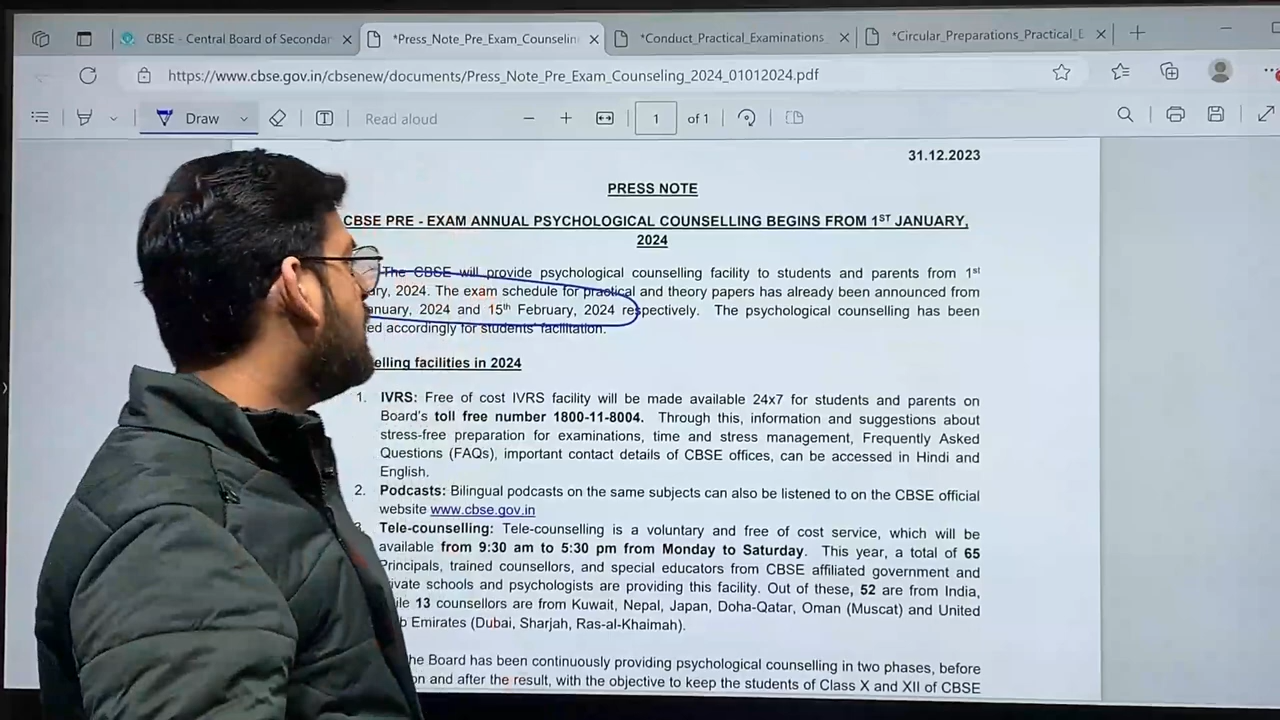 CBSE - Central Board of Secondar
*Press_Note_Pre_Exam_Counselin
*Conduct_Practical_Examinations_
*Circular_Preparations_Practical_E
https://www.cbse.gov.in/cbsenew/documents/Press_Note_Pre_Exam_Counseling_2024_01012024.pdf
Draw
Read aloud
1 of 1
31.12.2023
PRESS NOTE
CBSE PRE - EXAM ANNUAL PSYCHOLOGICAL COUNSELLING BEGINS FROM 1ST JANUARY,
2024
The CBSE will provide psychological counselling facility to students and parents from 1st
ry, 2024. The exam schedule for practical and theory papers has already been announced from
anuary, 2024 and 15th February, 2024 respectively. The psychological counselling has been
ed accordingly for students' facilitation.
elling facilities in 2024
1. IVRS: Free of cost IVRS facility will be made available 24x7 for students and parents on
Board's toll free number 1800-11-8004. Through this, information and suggestions about
stress-free preparation for examinations, time and stress management, Frequently Asked
Questions (FAQs), important contact details of CBSE offices, can be accessed in Hindi and
English.
2. Podcasts: Bilingual podcasts on the same subjects can also be listened to on the CBSE official
website www.cbse.gov.in
3. Tele-counselling: Tele-counselling is a voluntary and free of cost service, which will be
available from 9:30 am to 5:30 pm from Monday to Saturday. This year, a total of 65
Principals, trained counsellors, and special educators from CBSE affiliated government and
ivate schools and psychologists are providing this facility. Out of these, 52 are from India,
ile 13 counsellors are from Kuwait, Nepal, Japan, Doha-Qatar, Oman (Muscat) and United
b Emirates (Dubai, Sharjah, Ras-al-Khaimah).
he Board has been continuously providing psychological counselling in two phases, before
on and after the result, with the objective to keep the students of Class X and XII of CBSE